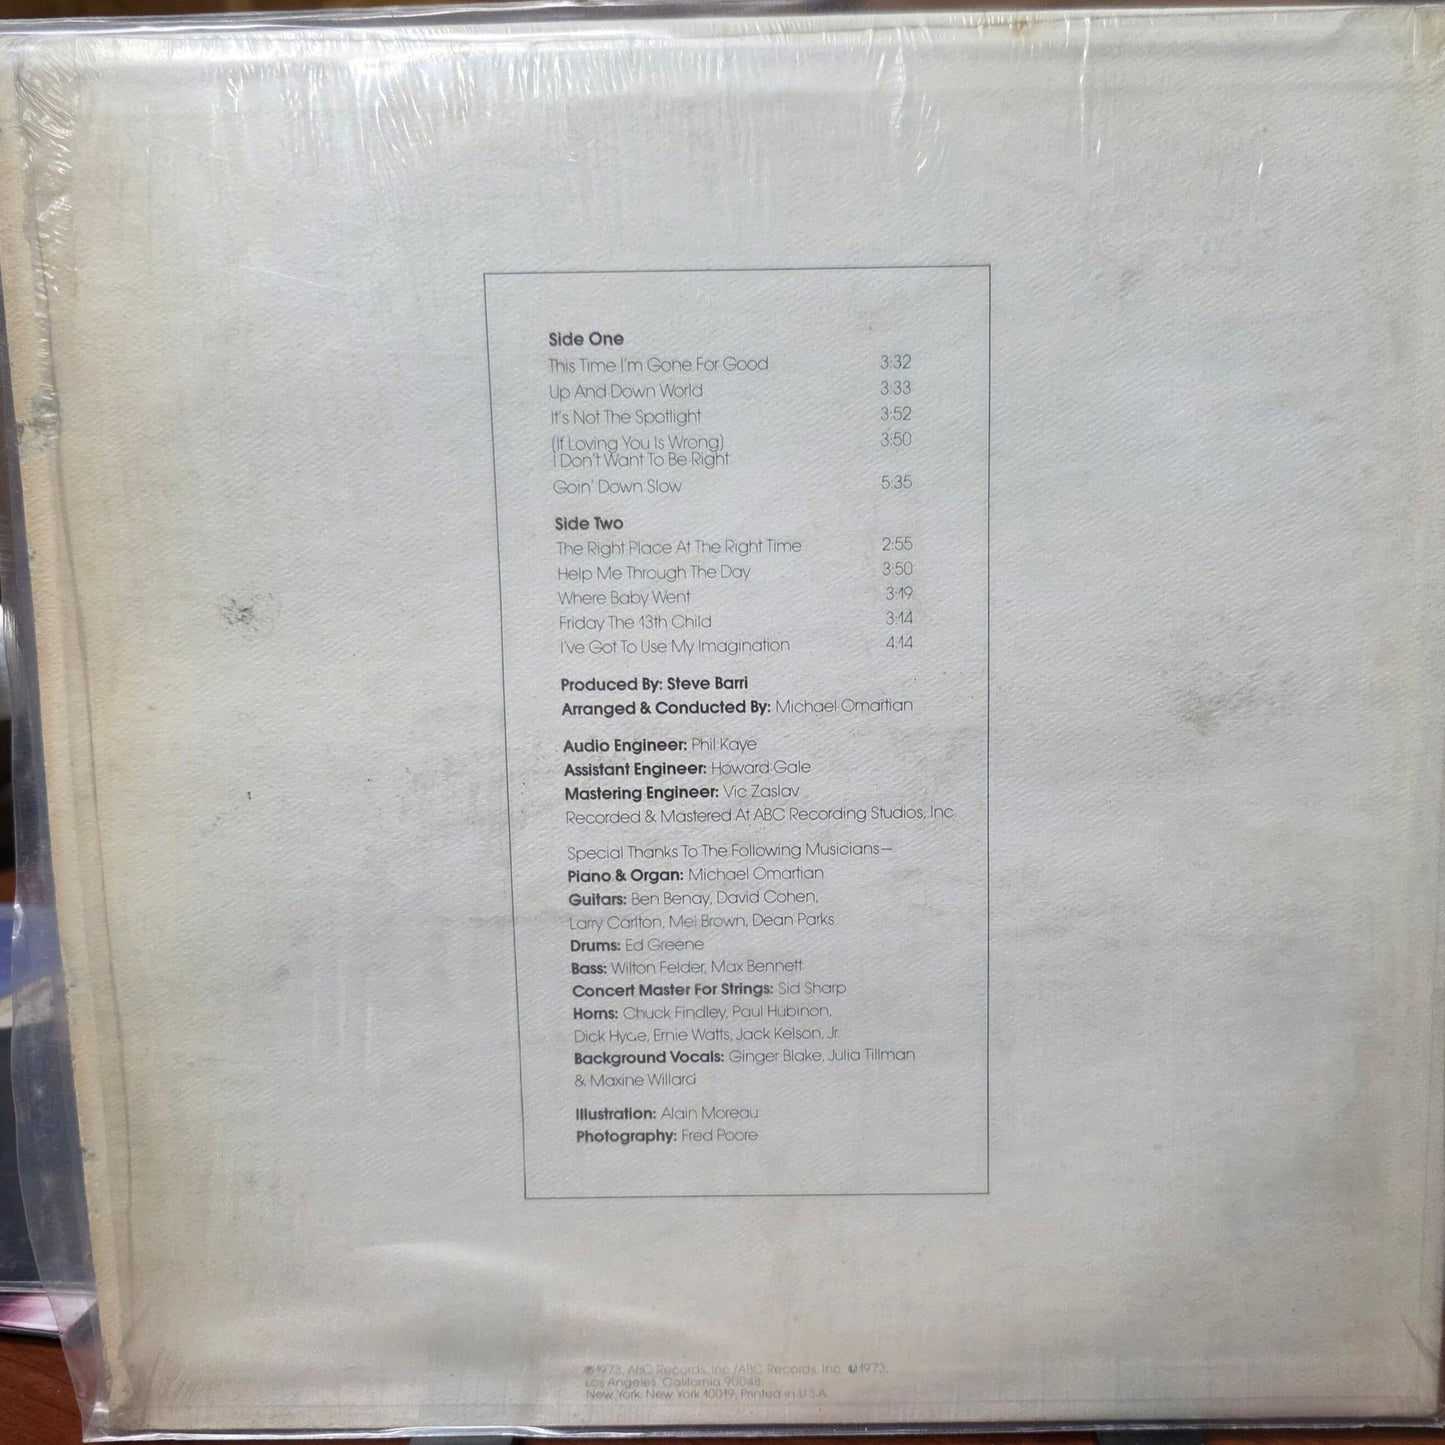 Side One
This Time I'm Gone For Good 3:32
Up And Down World 3:33
It's Not The Spotlight 3:52
(If Loving You Is Wrong) 3:50
I Don't Want To Be Right
Goin' Down Slow 5:35
Side Two
The Right Place At The Right Time 2:55
Help Me Through The Day 3:50
Where Baby Went 3:19
Friday The 13th Child 3:14
I've Got To Use My Imagination 4:14
Produced By: Steve Barri
Arranged & Conducted By: Michael Omartian
Audio Engineer: Phil Kaye
Assistant Engineer: Howard Gale
Mastering Engineer: Vic Zaslav
Recorded & Mastered At ABC Recording Studios, Inc.
Special Thanks To The Following Musicians—
Piano & Organ: Michael Omartian
Guitars: Ben Benay, David Cohen,
Larry Carlton, Mel Brown, Dean Parks
Drums: Ed Greene
Bass: Wilton Felder, Max Bennett
Concert Master For Strings: Sid Sharp
Horns: Chuck Findley, Paul Hubinon,
Dick Hyde, Ernie Watts, Jack Kelson, Jr.
Background Vocals: Ginger Blake, Julia Tillman
& Maxine Willard
Illustration: Alain Moreau
Photography: Fred Poore
℗1973, ABC Records, Inc./ABC Records, Inc. ©1973.
Los Angeles, California 90048.
New York, New York 10019. Printed in U.S.A.